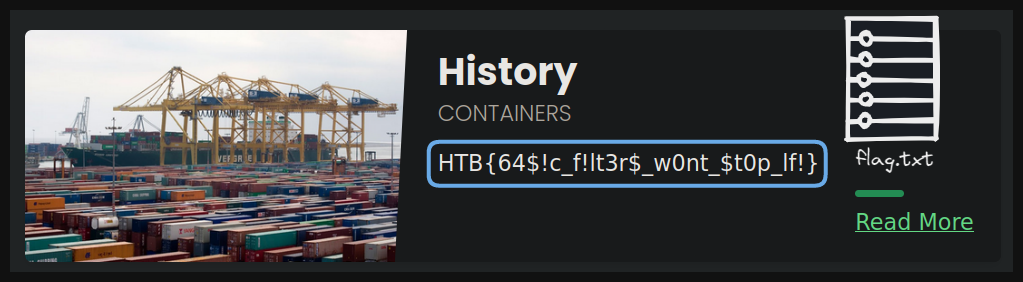 History
CONTAINERS
HTB{64$!c_f!lt3r$_w0nt_$t0p_lf!}
flag.txt
Read More